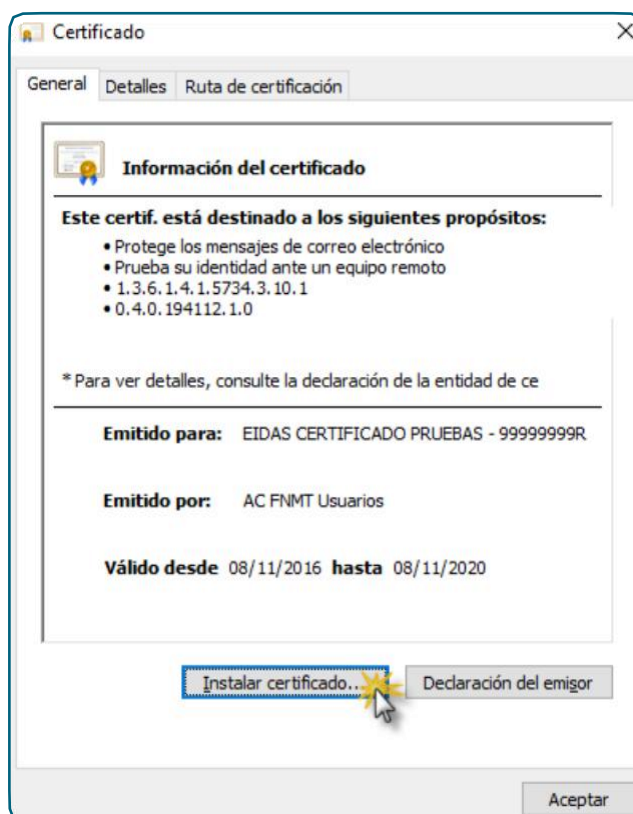 Certificado
General Detalles Ruta de certificación
Información del certificado
Este certif. está destinado a los siguientes propósitos:
• Protege los mensajes de correo electrónico
• Prueba su identidad ante un equipo remoto
• 1.3.6.1.4.1.5734.3.10.1
• 0.4.0.194112.1.0
* Para ver detalles, consulte la declaración de la entidad de ce
Emitido para: EIDAS CERTIFICADO PRUEBAS - 99999999R
Emitido por: AC FNMT Usuarios
Válido desde 08/11/2016 hasta 08/11/2020
Instalar certificado... Declaración del emisor
Aceptar